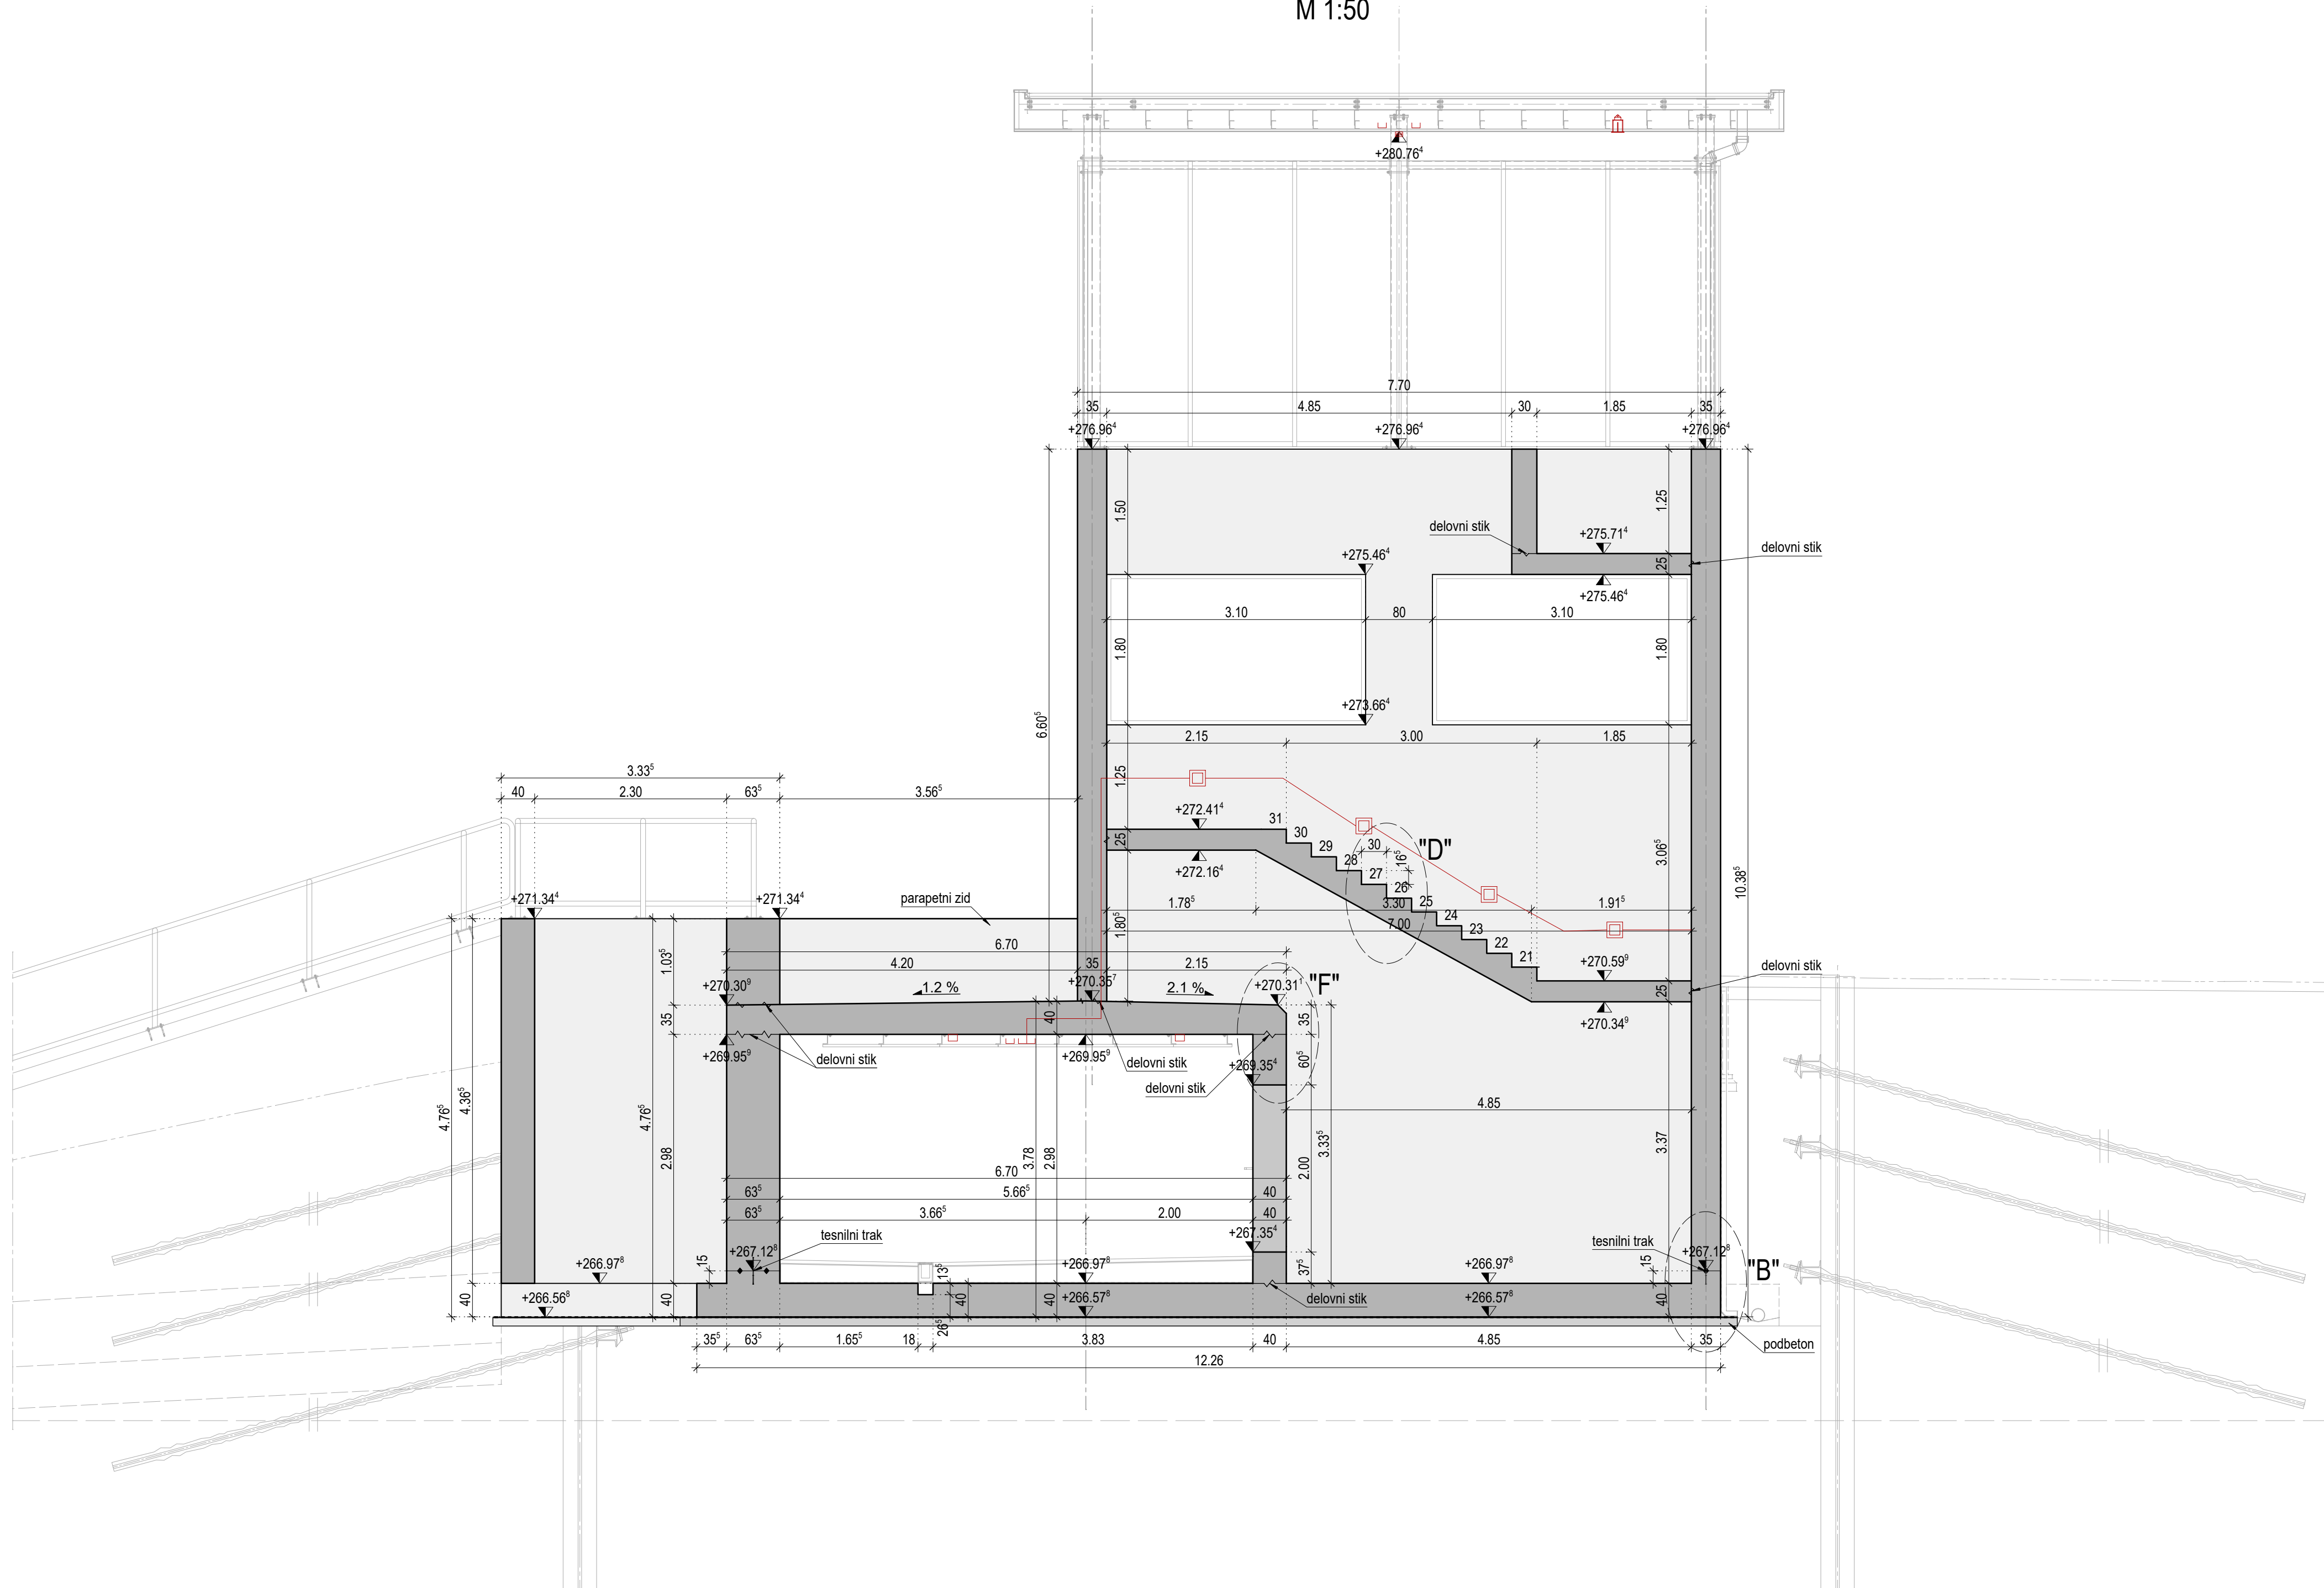 M 1:50
+280.76⁴
7.70
35 4.85 30 1.85 35
+276.96⁴ +276.96⁴ +276.96⁴
1.50 1.25
delovni stik +275.71⁴
delovni stik
+275.46⁴ 25
+275.46⁴
3.10 80 3.10
1.80 1.80
+273.66⁴
6.60⁵
2.15 3.00 1.85
3.33⁵ 1.25
40 2.30 63⁵ 3.56⁵
+272.41⁴ 31
25 30
29 30 "D"
+272.16⁴ 28 16⁵ 3.06⁵
27
10.38⁵
26
+271.34⁴ +271.34⁴ parapetni zid
1.78⁵ 3.30 25 1.91⁵
1.80⁵ 24
7.00 23
6.70 22
1.03⁵ 4.20 35 2.15 21 +270.59⁹ delovni stik
+270.30⁹ 1.2 % +270.35⁷ 2.1 % +270.31¹ "F"
25
35 40 35 +270.34⁹
+269.95⁹ delovni stik +269.95⁹ delovni stik +269.35⁴ 60⁵
delovni stik
4.76⁵ 4.36⁵ 4.76⁵ 4.85
2.98 3.78 2.98 2.00 3.33⁵ 3.37
6.70
63⁵ 5.66⁵ 40
63⁵ 3.66⁵ 2.00 40
tesnilni trak +267.35⁴ tesnilni trak
15 +267.12⁸ 15 +267.12⁸
+266.97⁸ 13⁵ +266.97⁸ 37⁵ +266.97⁸ "B"
40 +266.56⁸ 40 40 40 +266.57⁸ delovni stik +266.57⁸ 40
26⁵
35⁵ 63⁵ 1.65⁵ 18 3.83 40 4.85 35 podbeton
12.26